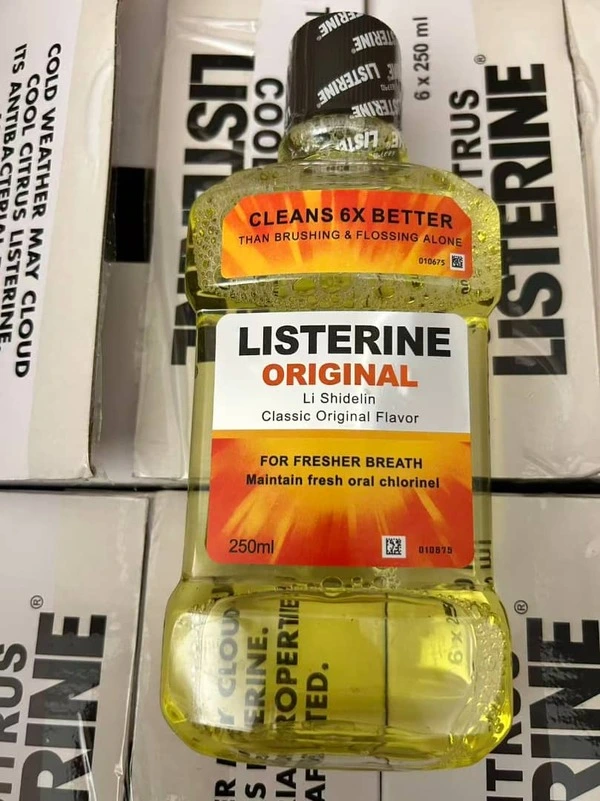 LISTERINE
CLEANS 6X BETTER
THAN BRUSHING & FLOSSING ALONE
010675
LISTERINE
ORIGINAL
Li Shidelin
Classic Original Flavor
FOR FRESHER BREATH
Maintain fresh oral chlorinel
250ml
010675
COLD WEATHER MAY CLOUD
COOL CITRUS LISTERINE.
ITS ANTIBACTERIAL
6 x 250 ml
LISTERINE®